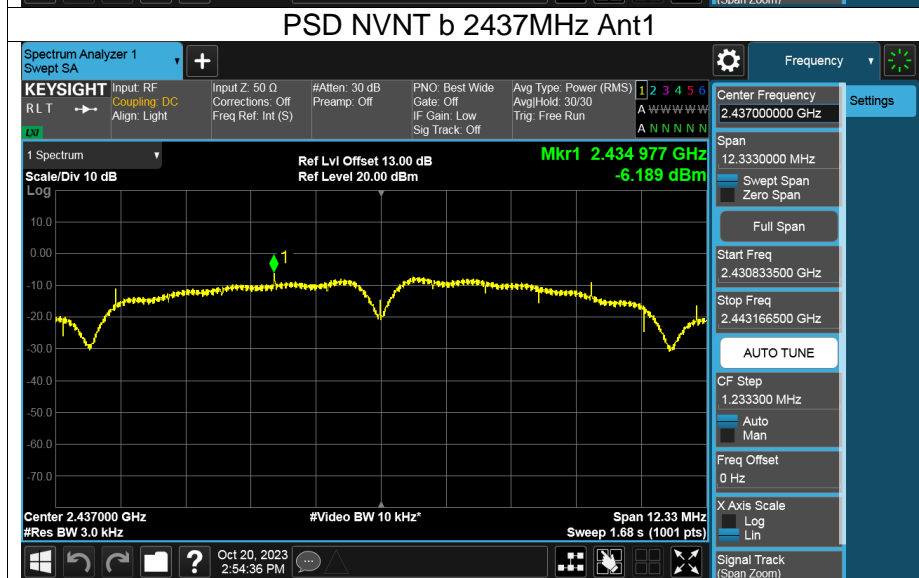 (Span Zoom)
PSD NVNT b 2437MHz Ant1
Spectrum Analyzer 1
Swept SA
Frequency
KEYSIGHT
RLT
LXI
Input: RF
Coupling: DC
Align: Light
Input Z: 50 Ω
Corrections: Off
Freq Ref: Int (S)
#Atten: 30 dB
Preamp: Off
PNO: Best Wide
Gate: Off
IF Gain: Low
Sig Track: Off
Avg Type: Power (RMS)
Avg|Hold: 30/30
Trig: Free Run
1 2 3 4 5 6
A W W W W W
A N N N N N
Center Frequency
2.437000000 GHz
Settings
1 Spectrum
Scale/Div 10 dB
Log
Ref Lvl Offset 13.00 dB
Ref Level 20.00 dBm
Mkr1 2.434 977 GHz
-6.189 dBm
Span
12.3330000 MHz
Swept Span
Zero Span
Full Span
Start Freq
2.430833500 GHz
Stop Freq
2.443166500 GHz
AUTO TUNE
CF Step
1.233300 MHz
Auto
Man
Freq Offset
0 Hz
X Axis Scale
Log
Lin
Signal Track
(Span Zoom)
10.0
0.00
-10.0
-20.0
-30.0
-40.0
-50.0
-60.0
-70.0
1
Center 2.437000 GHz
#Res BW 3.0 kHz
#Video BW 10 kHz*
Span 12.33 MHz
Sweep 1.68 s (1001 pts)
?
Oct 20, 2023
2:54:36 PM